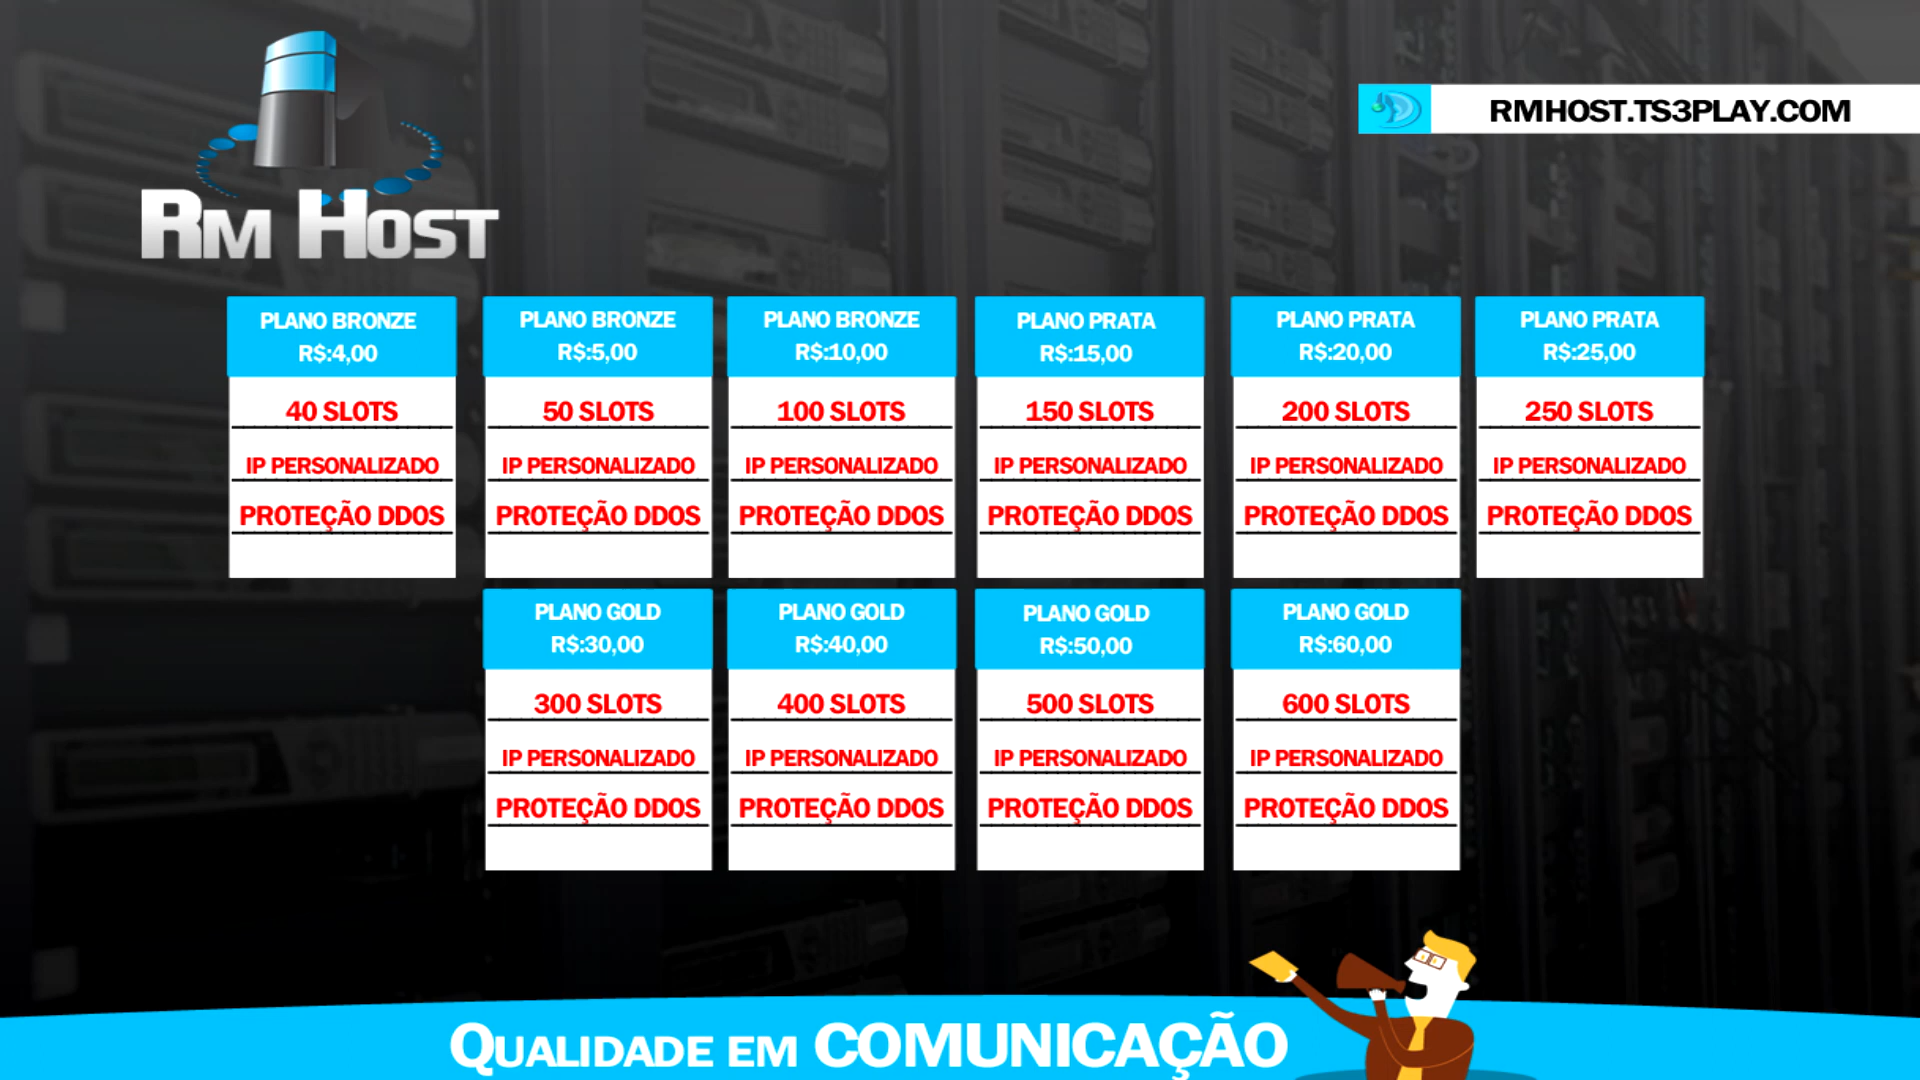 RM HOST
RMHOST.TS3PLAY.COM
PLANO BRONZE
R$:4,00
40 SLOTS
IP PERSONALIZADO
PROTEÇÃO DDOS
PLANO BRONZE
R$:5,00
50 SLOTS
IP PERSONALIZADO
PROTEÇÃO DDOS
PLANO BRONZE
R$:10,00
100 SLOTS
IP PERSONALIZADO
PROTEÇÃO DDOS
PLANO PRATA
R$:15,00
150 SLOTS
IP PERSONALIZADO
PROTEÇÃO DDOS
PLANO PRATA
R$:20,00
200 SLOTS
IP PERSONALIZADO
PROTEÇÃO DDOS
PLANO PRATA
R$:25,00
250 SLOTS
IP PERSONALIZADO
PROTEÇÃO DDOS
PLANO GOLD
R$:30,00
300 SLOTS
IP PERSONALIZADO
PROTEÇÃO DDOS
PLANO GOLD
R$:40,00
400 SLOTS
IP PERSONALIZADO
PROTEÇÃO DDOS
PLANO GOLD
R$:50,00
500 SLOTS
IP PERSONALIZADO
PROTEÇÃO DDOS
PLANO GOLD
R$:60,00
600 SLOTS
IP PERSONALIZADO
PROTEÇÃO DDOS
QUALIDADE EM COMUNICAÇÃO